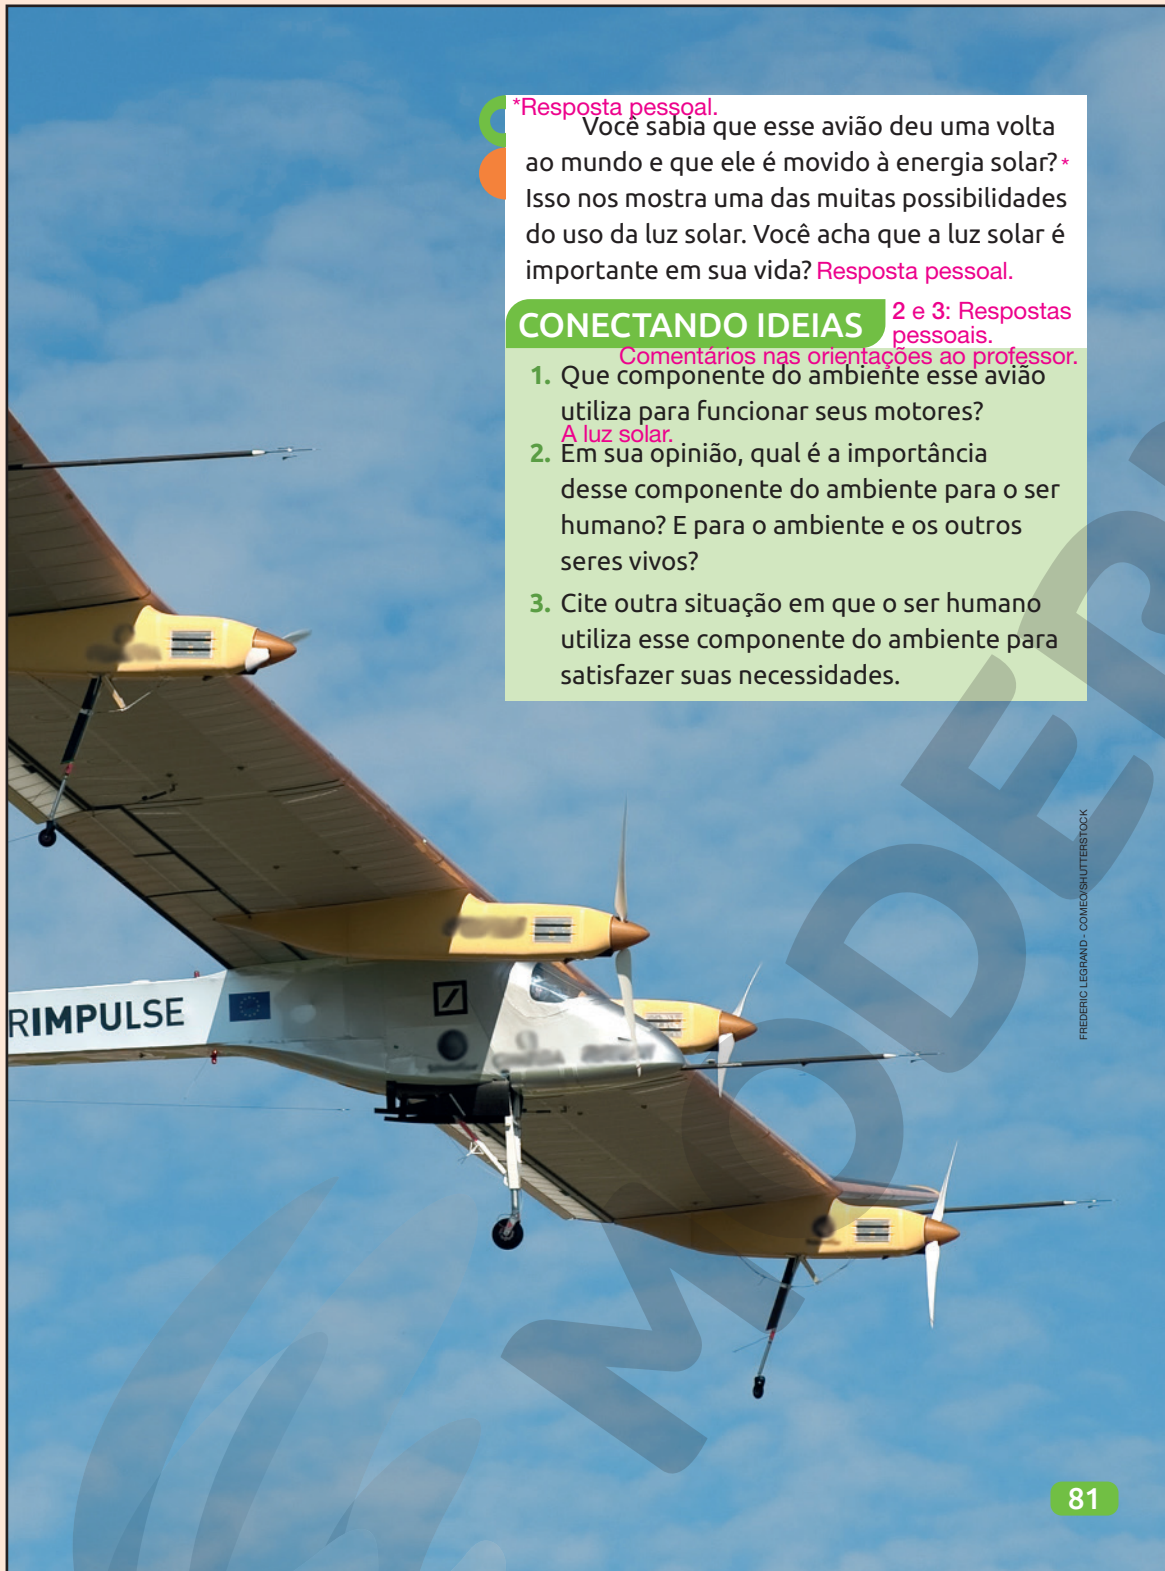 *Resposta pessoal.
Você sabia que esse avião deu uma volta
ao mundo e que ele é movido à energia solar? *
Isso nos mostra uma das muitas possibilidades
do uso da luz solar. Você acha que a luz solar é
importante em sua vida? Resposta pessoal.
CONECTANDO IDEIAS
2 e 3: Respostas
pessoais.
Comentários nas orientações ao professor.
1. Que componente do ambiente esse avião
utiliza para funcionar seus motores?
A luz solar.
2. Em sua opinião, qual é a importância
desse componente do ambiente para o ser
humano? E para o ambiente e os outros
seres vivos?
3. Cite outra situação em que o ser humano
utiliza esse componente do ambiente para
satisfazer suas necessidades.
FREDERIC LEGRAND - COMEO/SHUTTERSTOCK
RIMPULSE
MODER
81